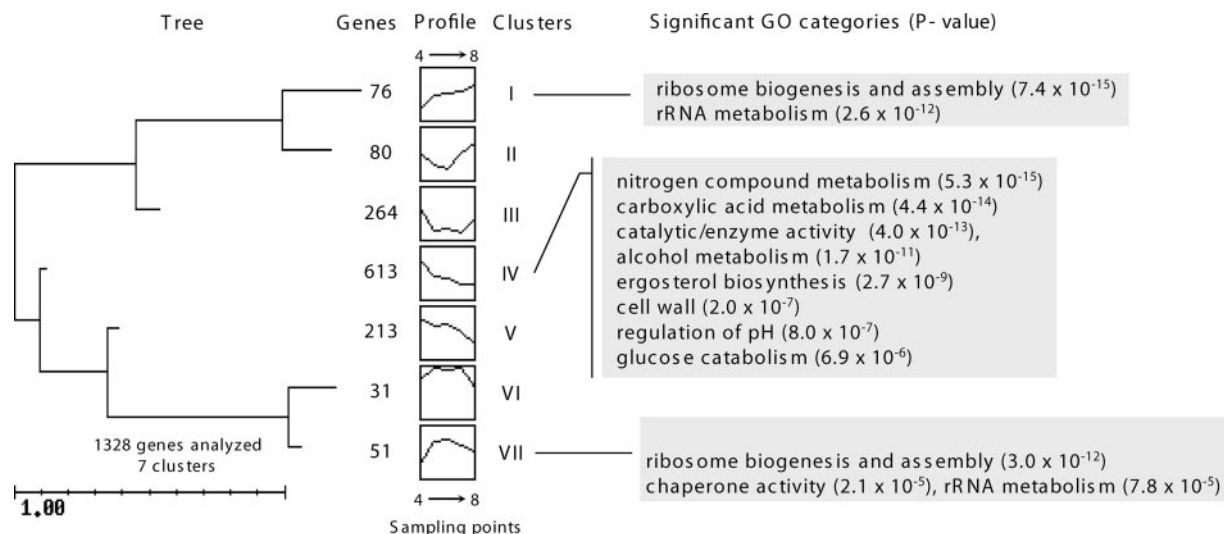 Tree Genes Profile Clusters Significant GO categories (P- value)
4 → 8
76 I ribosome biogenesis and assembly (7.4 x 10⁻¹⁵)
rRNA metabolism (2.6 x 10⁻¹²)
80 II
264 III
613 IV
213 V
31 VI
51 VII
nitrogen compound metabolism (5.3 x 10⁻¹⁵)
carboxylic acid metabolism (4.4 x 10⁻¹⁴)
catalytic/enzyme activity (4.0 x 10⁻¹³),
alcohol metabolism (1.7 x 10⁻¹¹)
ergosterol biosynthesis (2.7 x 10⁻⁹)
cell wall (2.0 x 10⁻⁷)
regulation of pH (8.0 x 10⁻⁷)
glucose catabolism (6.9 x 10⁻⁶)
ribosome biogenesis and assembly (3.0 x 10⁻¹²)
chaperone activity (2.1 x 10⁻⁵), rRNA metabolism (7.8 x 10⁻⁵)
1328 genes analyzed
7 clusters
1.00
4 → 8
Sampling points